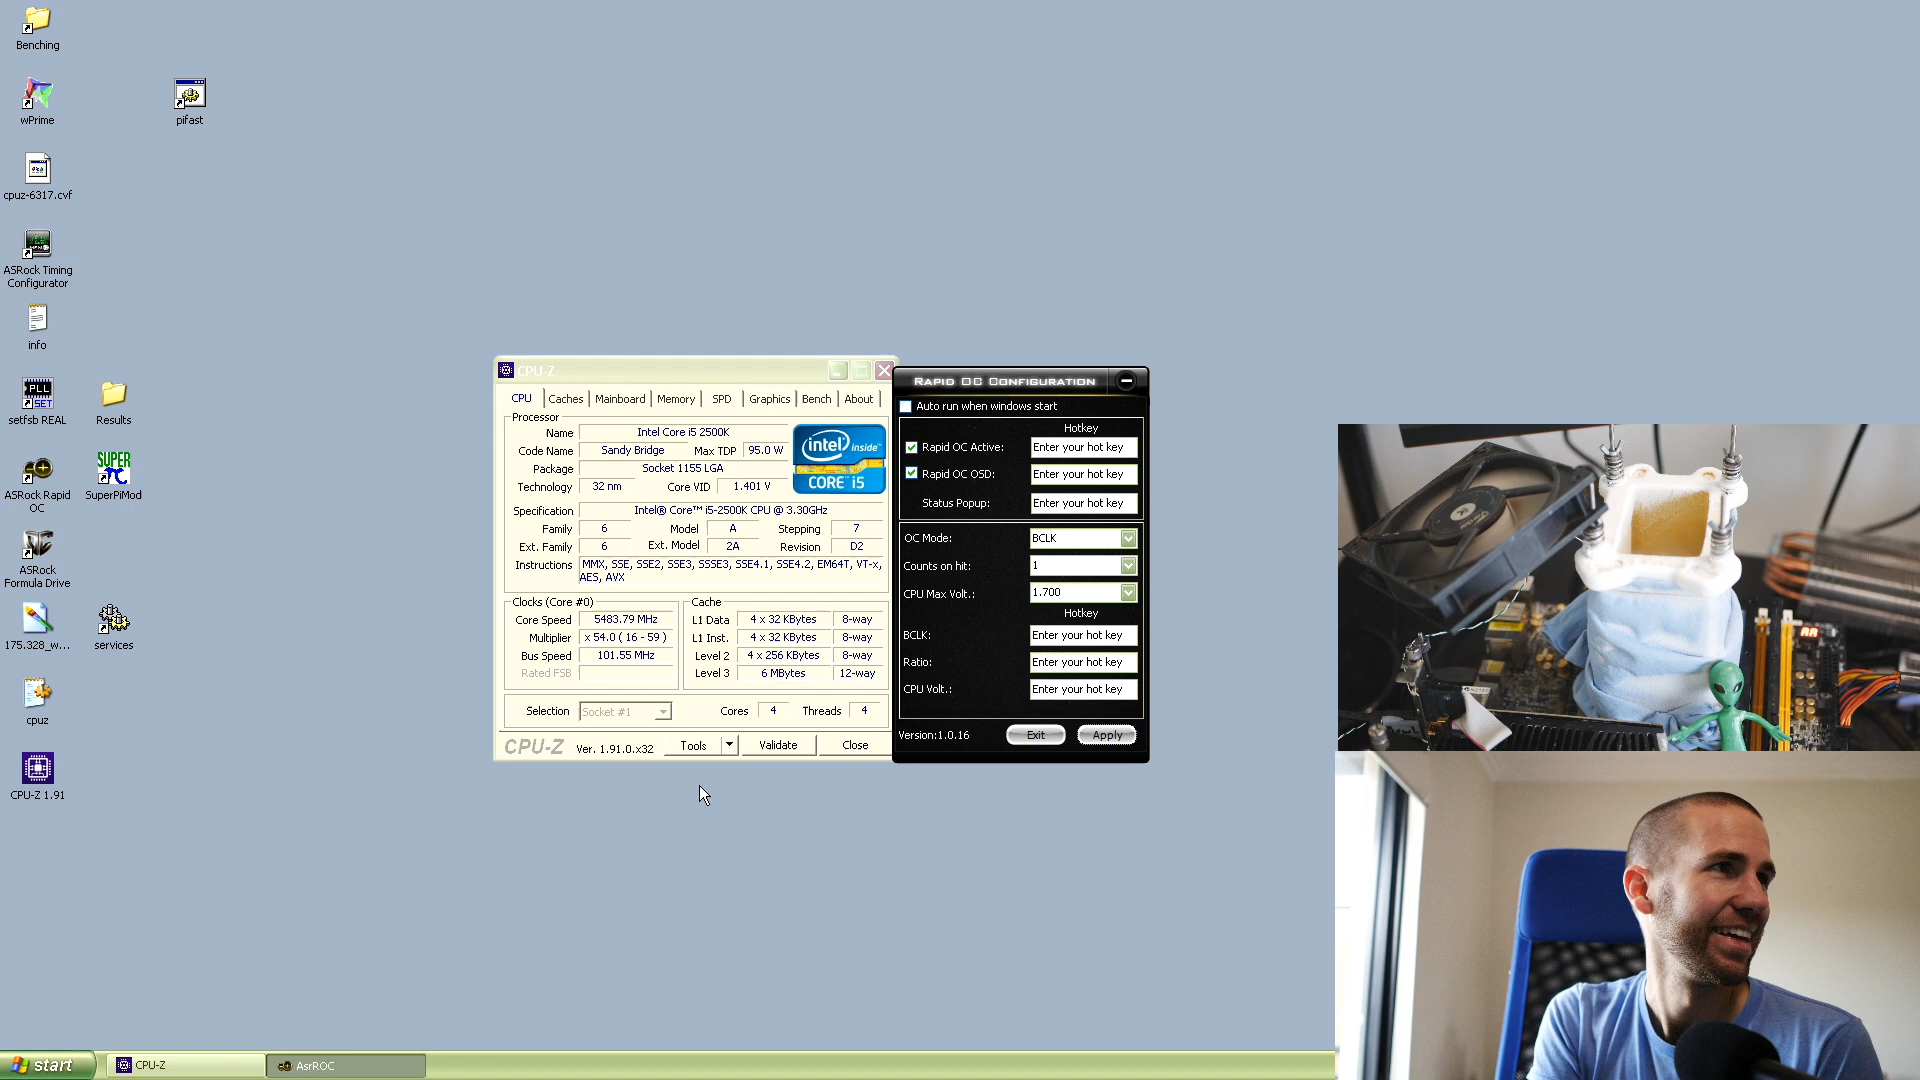 Benching
wPrime
pifast
cpuz-6317.cvf
ASRock Timing
Configurator
info
PLL
SET
setfsb REAL
Results
SUPER
ASRock Rapid
OC
SuperPiMod
ASRock
Formula Drive
175.328_w...
services
cpuz
CPU-Z 1.91
CPU-Z
CPU
Caches
Mainboard
Memory
SPD
Graphics
Bench
About
Processor
Name Intel Core i5 2500K
Code Name Sandy Bridge Max TDP 95.0 W
Package Socket 1155 LGA
Technology 32 nm Core VID 1.401 V
intel inside™
CORE™ i5
Specification Intel® Core™ i5-2500K CPU @ 3.30GHz
Family 6 Model A Stepping 7
Ext. Family 6 Ext. Model 2A Revision D2
Instructions MMX, SSE, SSE2, SSE3, SSSE3, SSE4.1, SSE4.2, EM64T, VT-x,
AES, AVX
Clocks (Core #0)
Core Speed 5483.79 MHz
Multiplier x 54.0 ( 16 - 59 )
Bus Speed 101.55 MHz
Rated FSB
Cache
L1 Data 4 x 32 KBytes 8-way
L1 Inst. 4 x 32 KBytes 8-way
Level 2 4 x 256 KBytes 8-way
Level 3 6 MBytes 12-way
Selection Socket #1 Cores 4 Threads 4
CPU-Z Ver. 1.91.0.x32 Tools Validate Close
Rapid OC Configuration
Auto run when windows start
Hotkey
Rapid OC Active: Enter your hot key
Rapid OC OSD: Enter your hot key
Status Popup: Enter your hot key
OC Mode: BCLK
Counts on hit: 1
CPU Max Volt.: 1.700
Hotkey
BCLK: Enter your hot key
Ratio: Enter your hot key
CPU Volt.: Enter your hot key
Version:1.0.16 Exit Apply
start
CPU-Z
AsrROC